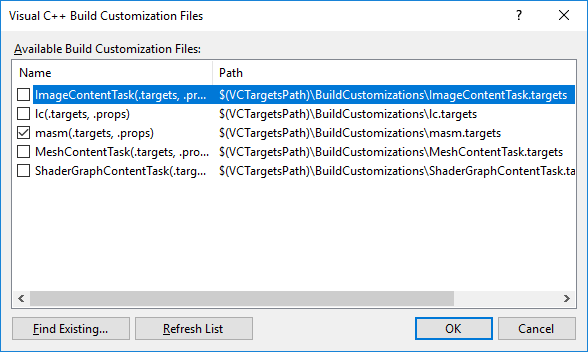 Visual C++ Build Customization Files
Available Build Customization Files:
Name Path
ImageContentTask(.targets, .pr... $(VCTargetsPath)\BuildCustomizations\ImageContentTask.targets
lc(.targets, .props) $(VCTargetsPath)\BuildCustomizations\lc.targets
masm(.targets, .props) $(VCTargetsPath)\BuildCustomizations\masm.targets
MeshContentTask(.targets, .pro... $(VCTargetsPath)\BuildCustomizations\MeshContentTask.targets
ShaderGraphContentTask(.targ... $(VCTargetsPath)\BuildCustomizations\ShaderGraphContentTask.ta
Find Existing... Refresh List OK Cancel